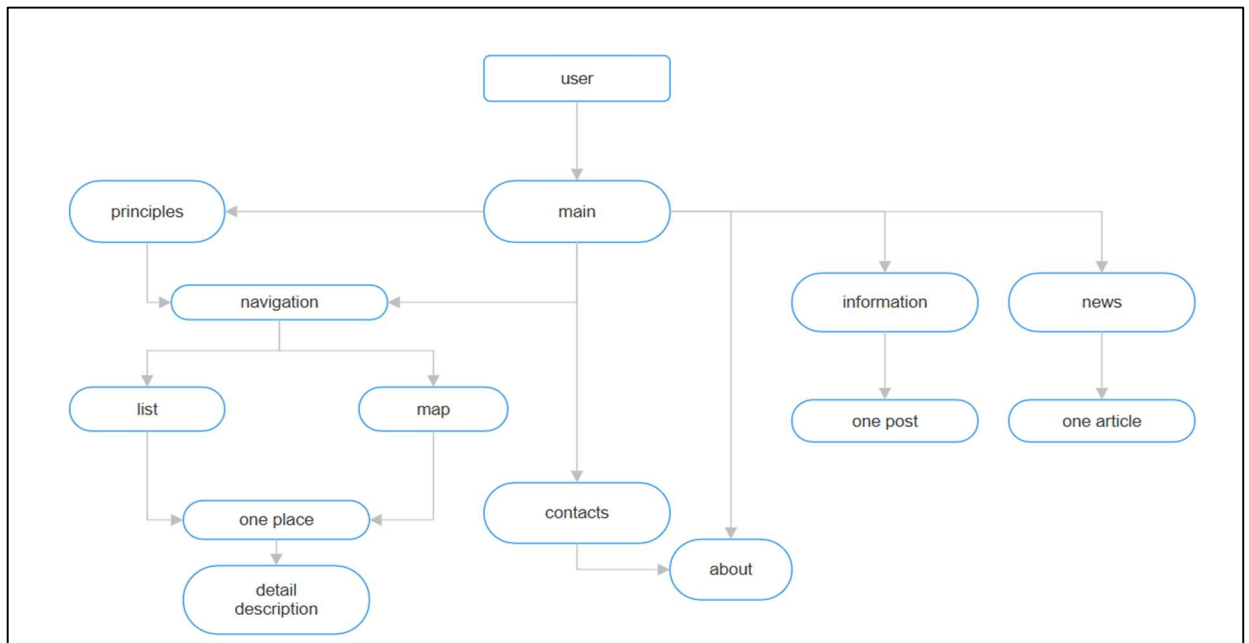 user
principles
main
navigation
information
news
list
map
one post
one article
one place
contacts
about
detail
description